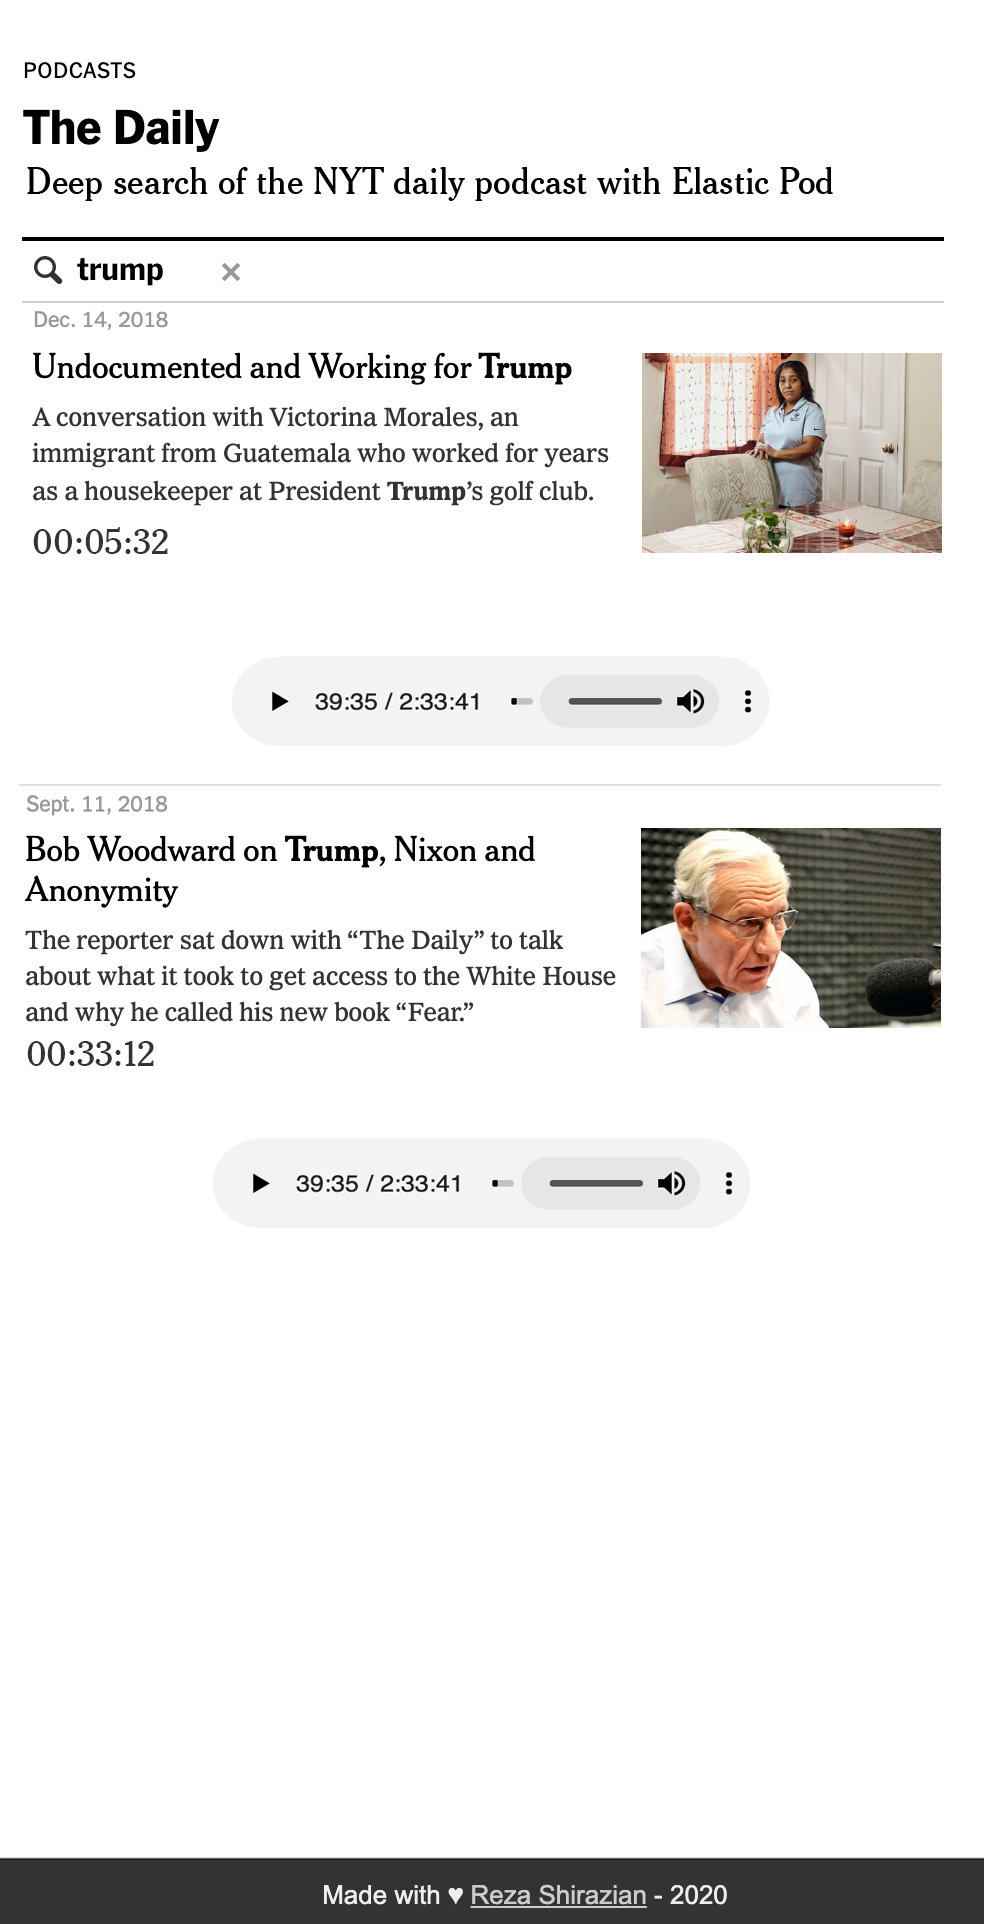 PODCASTS
The Daily
Deep search of the NYT daily podcast with Elastic Pod
trump ×
Dec. 14, 2018
Undocumented and Working for Trump
A conversation with Victorina Morales, an
immigrant from Guatemala who worked for years
as a housekeeper at President Trump’s golf club.
00:05:32
39:35 / 2:33:41
Sept. 11, 2018
Bob Woodward on Trump, Nixon and
Anonymity
The reporter sat down with “The Daily” to talk
about what it took to get access to the White House
and why he called his new book “Fear.”
00:33:12
39:35 / 2:33:41
Made with ♥ Reza Shirazian - 2020